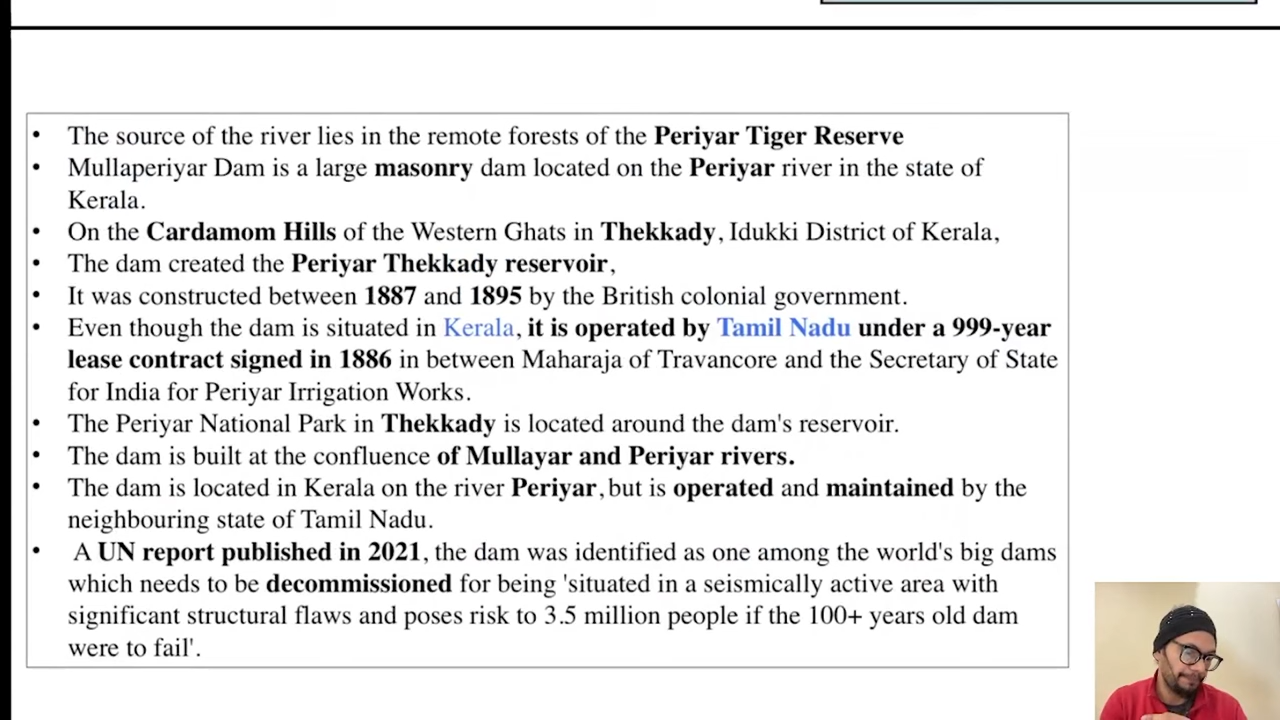 • The source of the river lies in the remote forests of the Periyar Tiger Reserve
• Mullaperiyar Dam is a large masonry dam located on the Periyar river in the state of
Kerala.
• On the Cardamom Hills of the Western Ghats in Thekkady, Idukki District of Kerala,
• The dam created the Periyar Thekkady reservoir,
• It was constructed between 1887 and 1895 by the British colonial government.
• Even though the dam is situated in Kerala, it is operated by Tamil Nadu under a 999-year
lease contract signed in 1886 in between Maharaja of Travancore and the Secretary of State
for India for Periyar Irrigation Works.
• The Periyar National Park in Thekkady is located around the dam's reservoir.
• The dam is built at the confluence of Mullayar and Periyar rivers.
• The dam is located in Kerala on the river Periyar, but is operated and maintained by the
neighbouring state of Tamil Nadu.
• A UN report published in 2021, the dam was identified as one among the world's big dams
which needs to be decommissioned for being 'situated in a seismically active area with
significant structural flaws and poses risk to 3.5 million people if the 100+ years old dam
were to fail'.